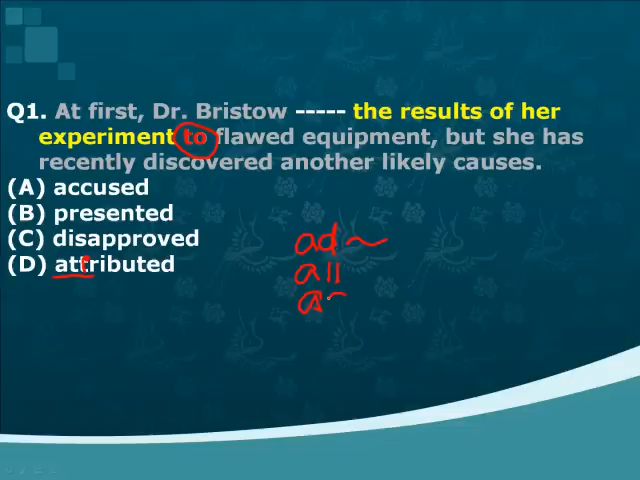 Q1. At first, Dr. Bristow ----- the results of her
experiment to flawed equipment, but she has
recently discovered another likely causes.
(A) accused
(B) presented
(C) disapproved
(D) attributed
ad~
all